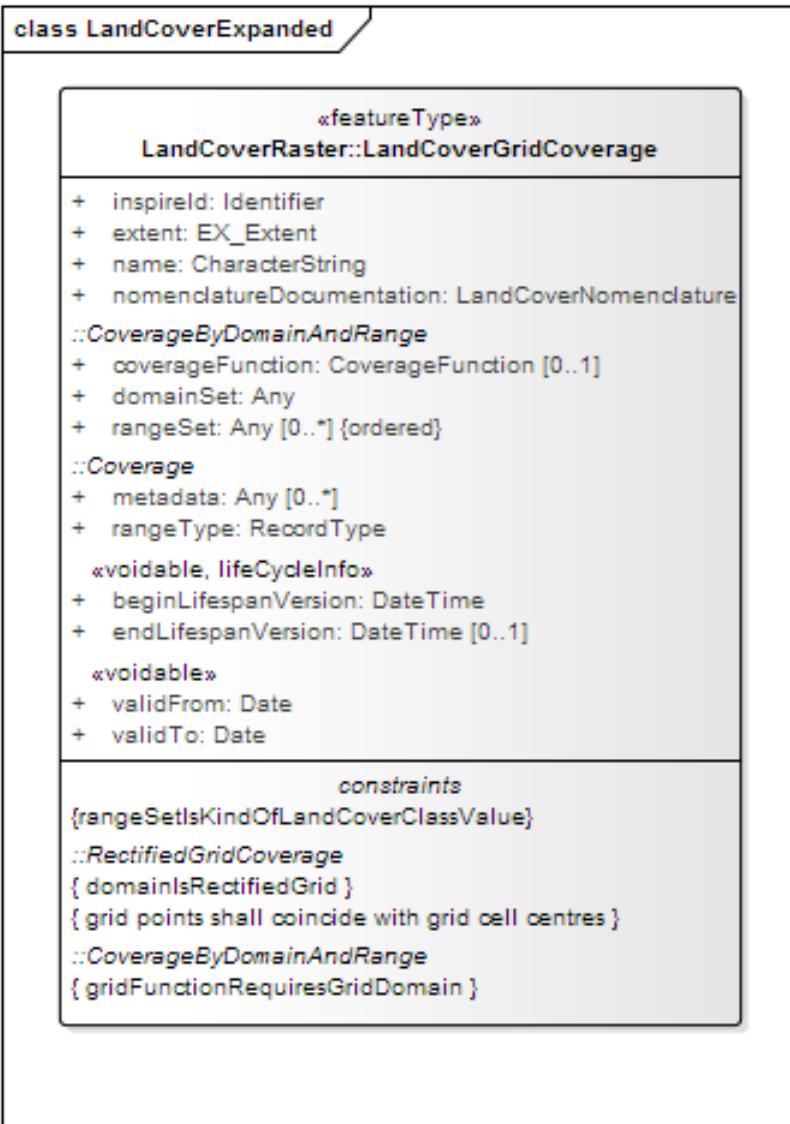 class LandCoverExpanded
«featureType»
LandCoverRaster::LandCoverGridCoverage
+ inspireId: Identifier
+ extent: EX_Extent
+ name: CharacterString
+ nomenclatureDocumentation: LandCoverNomenclature
::CoverageByDomainAndRange
+ coverageFunction: CoverageFunction [0..1]
+ domainSet: Any
+ rangeSet: Any [0..*] {ordered}
::Coverage
+ metadata: Any [0..*]
+ rangeType: RecordType
«voidable, lifeCycleInfo»
+ beginLifespanVersion: DateTime
+ endLifespanVersion: DateTime [0..1]
«voidable»
+ validFrom: Date
+ validTo: Date
constraints
{rangeSetIsKindOfLandCoverClassValue}
::RectifiedGridCoverage
{ domainIsRectifiedGrid }
{ grid points shall coincide with grid cell centres }
::CoverageByDomainAndRange
{ gridFunctionRequiresGridDomain }